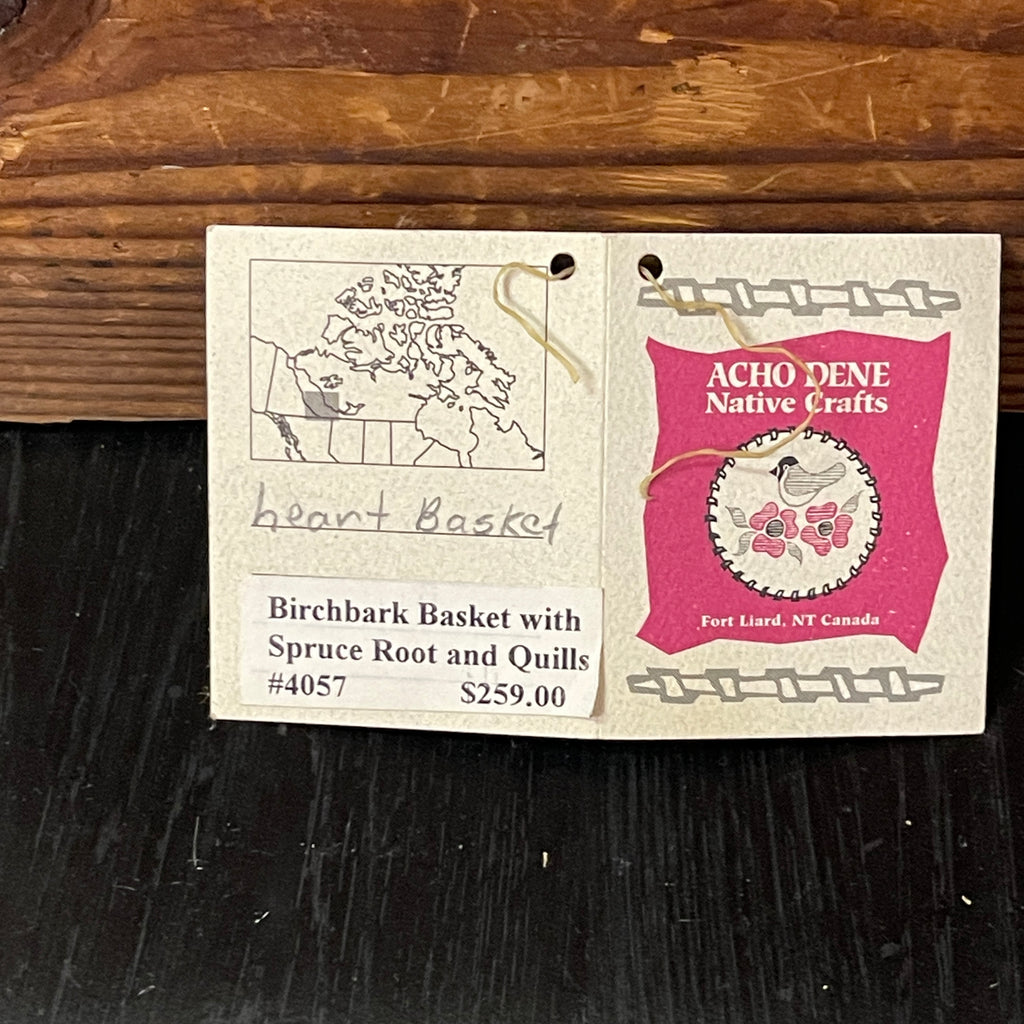 heart Basket
Birchbark Basket with
Spruce Root and Quills
#4057 $259.00
ACHO DENE
Native Crafts
Fort Liard, NT Canada